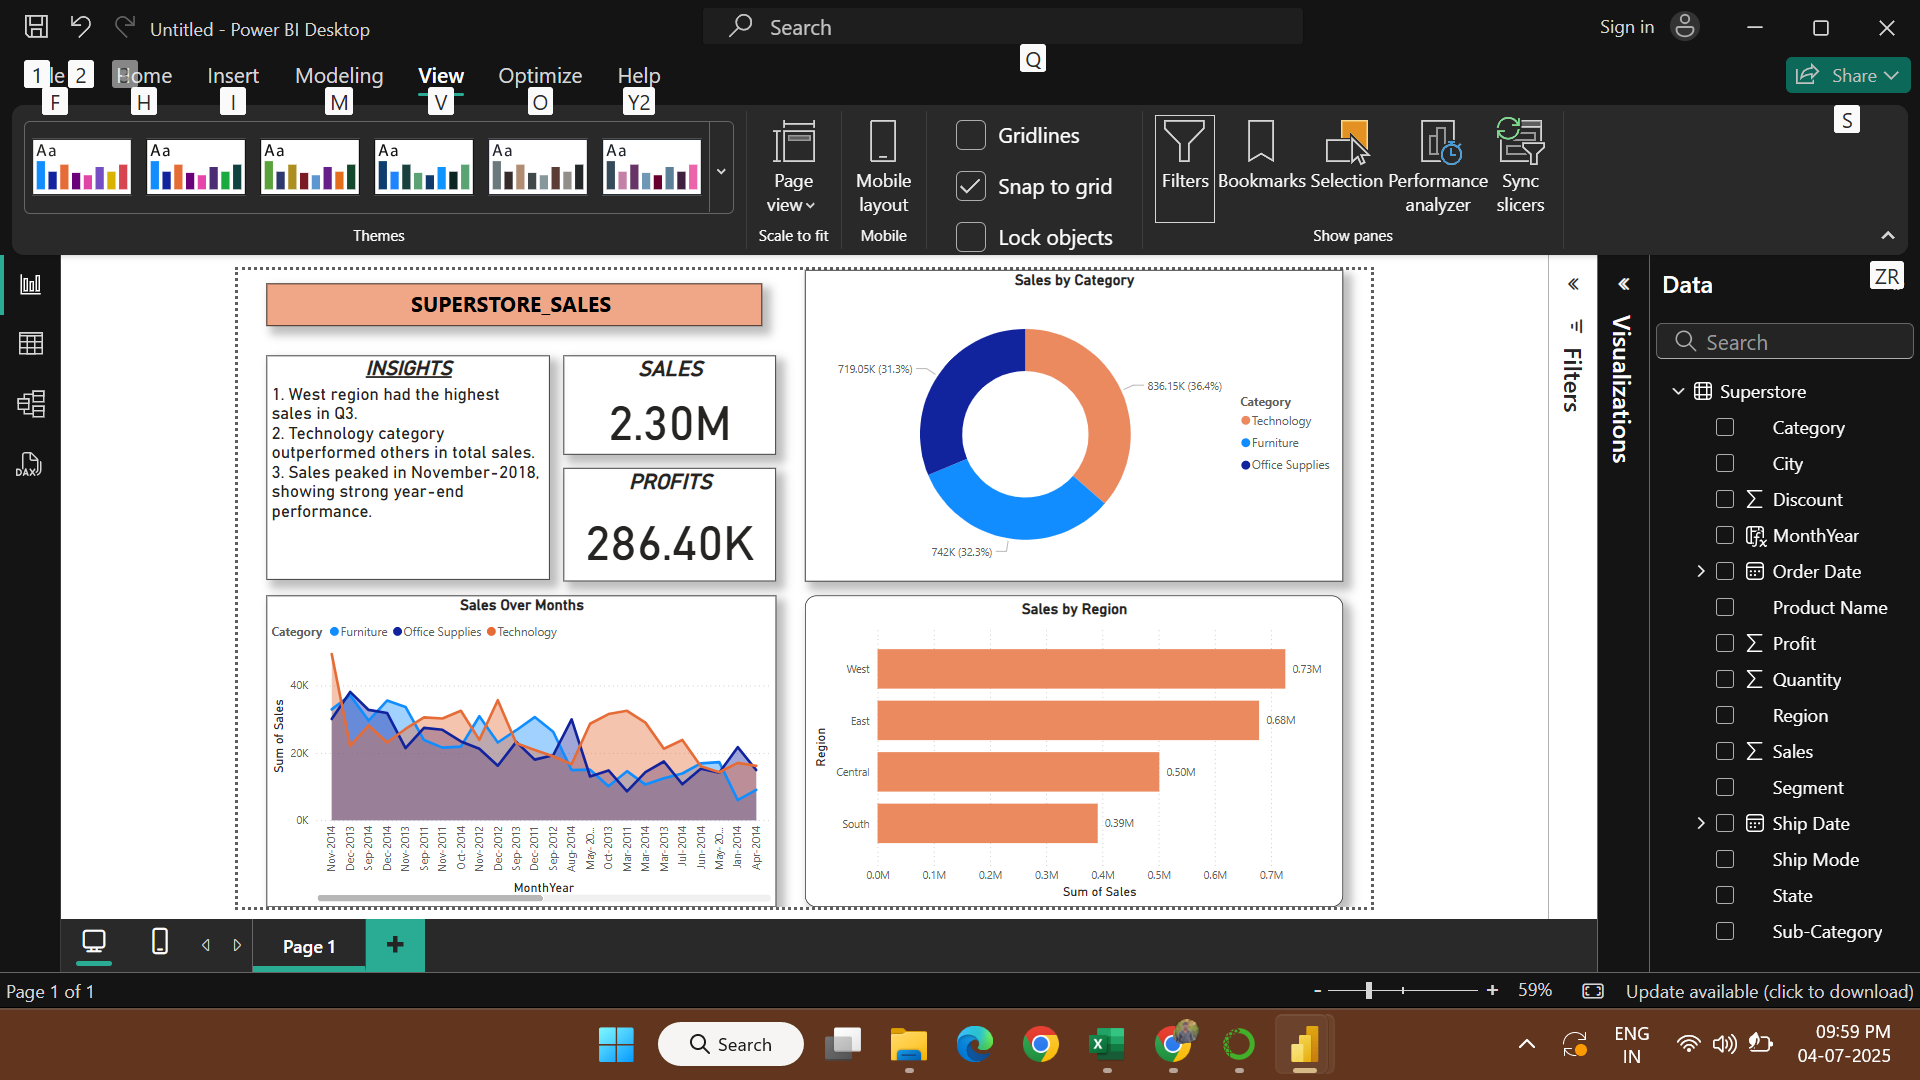 Untitled - Power BI Desktop
Search
Sign in
Q
1 le 2 Home Insert Modeling View Optimize Help
Share
F H I M V O Y2
S
Aa Aa Aa Aa Aa Aa
Page view
Mobile layout
Gridlines
Snap to grid
Lock objects
Filters Bookmarks Selection Performance analyzer Sync slicers
Themes
Scale to fit
Mobile
Show panes
ZR
SUPERSTORE_SALES
INSIGHTS
1. West region had the highest
sales in Q3.
2. Technology category
outperformed others in total sales.
3. Sales peaked in November-2018,
showing strong year-end
performance.
SALES
2.30M
PROFITS
286.40K
Sales by Category
719.05K (31.3%)
836.15K (36.4%)
742K (32.3%)
Category
Technology
Furniture
Office Supplies
Sales Over Months
Category Furniture Office Supplies Technology
Sum of Sales
40K
20K
0K
Nov-2014 Dec-2013 Sep-2014 Dec-2014 Nov-2013 Sep-2011 Nov-2011 Oct-2014 Nov-2012 Dec-2012 Sep-2013 Dec-2011 Sep-2012 Aug-2014 May-20... Oct-2013 Mar-2011 Mar-2014 Mar-2013 Jul-2014 Jun-2014 May-20... Jan-2014 Apr-2014
MonthYear
Sales by Region
Region
West 0.73M
East 0.68M
Central 0.50M
South 0.39M
0.0M 0.1M 0.2M 0.3M 0.4M 0.5M 0.6M 0.7M
Sum of Sales
Filters
Visualizations
Data
Search
Superstore
Category
City
Discount
MonthYear
Order Date
Product Name
Profit
Quantity
Region
Sales
Segment
Ship Date
Ship Mode
State
Sub-Category
DAX
Page 1
Page 1 of 1
- + 59%
Update available (click to download)
Search
ENG
IN
09:59 PM
04-07-2025